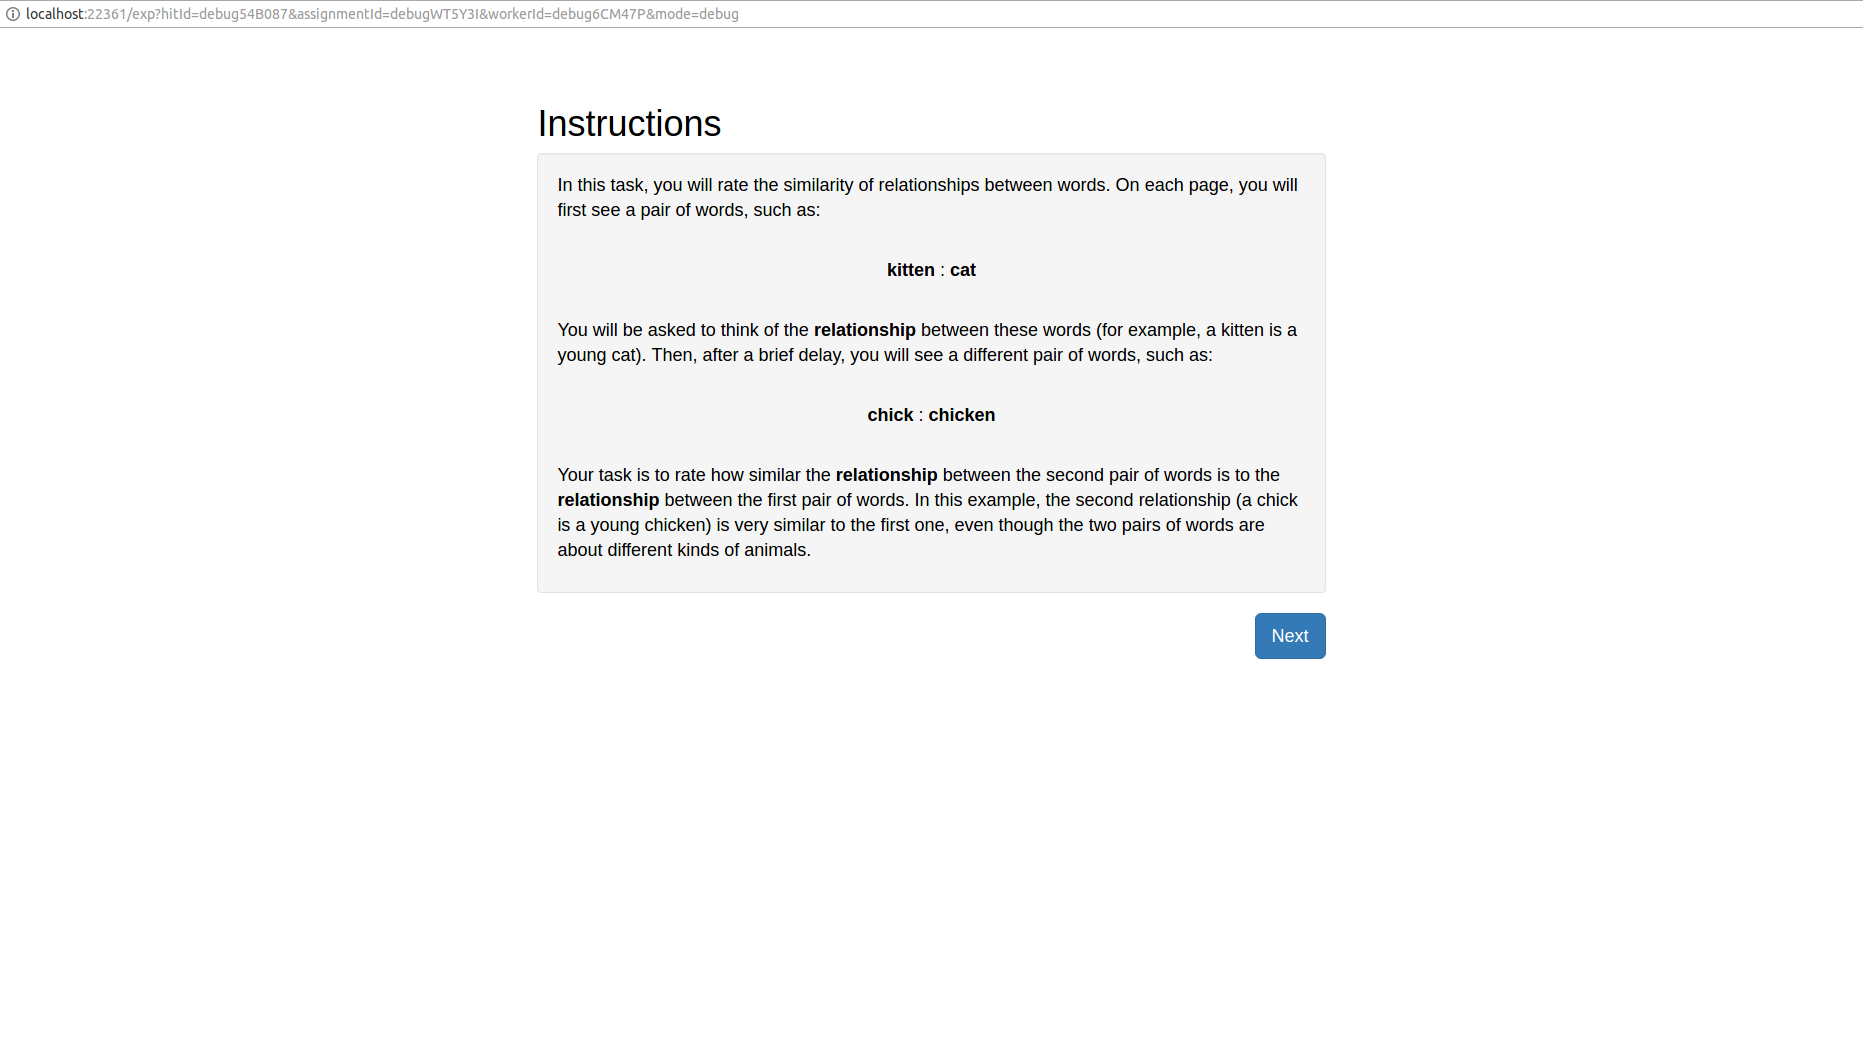 localhost:22361/exp?hitId=debug54B087&assignmentId=debugWT5Y3I&workerId=debug6CM47P&mode=debug
Instructions
In this task, you will rate the similarity of relationships between words. On each page, you will
first see a pair of words, such as:
kitten : cat
You will be asked to think of the relationship between these words (for example, a kitten is a
young cat). Then, after a brief delay, you will see a different pair of words, such as:
chick : chicken
Your task is to rate how similar the relationship between the second pair of words is to the
relationship between the first pair of words. In this example, the second relationship (a chick
is a young chicken) is very similar to the first one, even though the two pairs of words are
about different kinds of animals.
Next